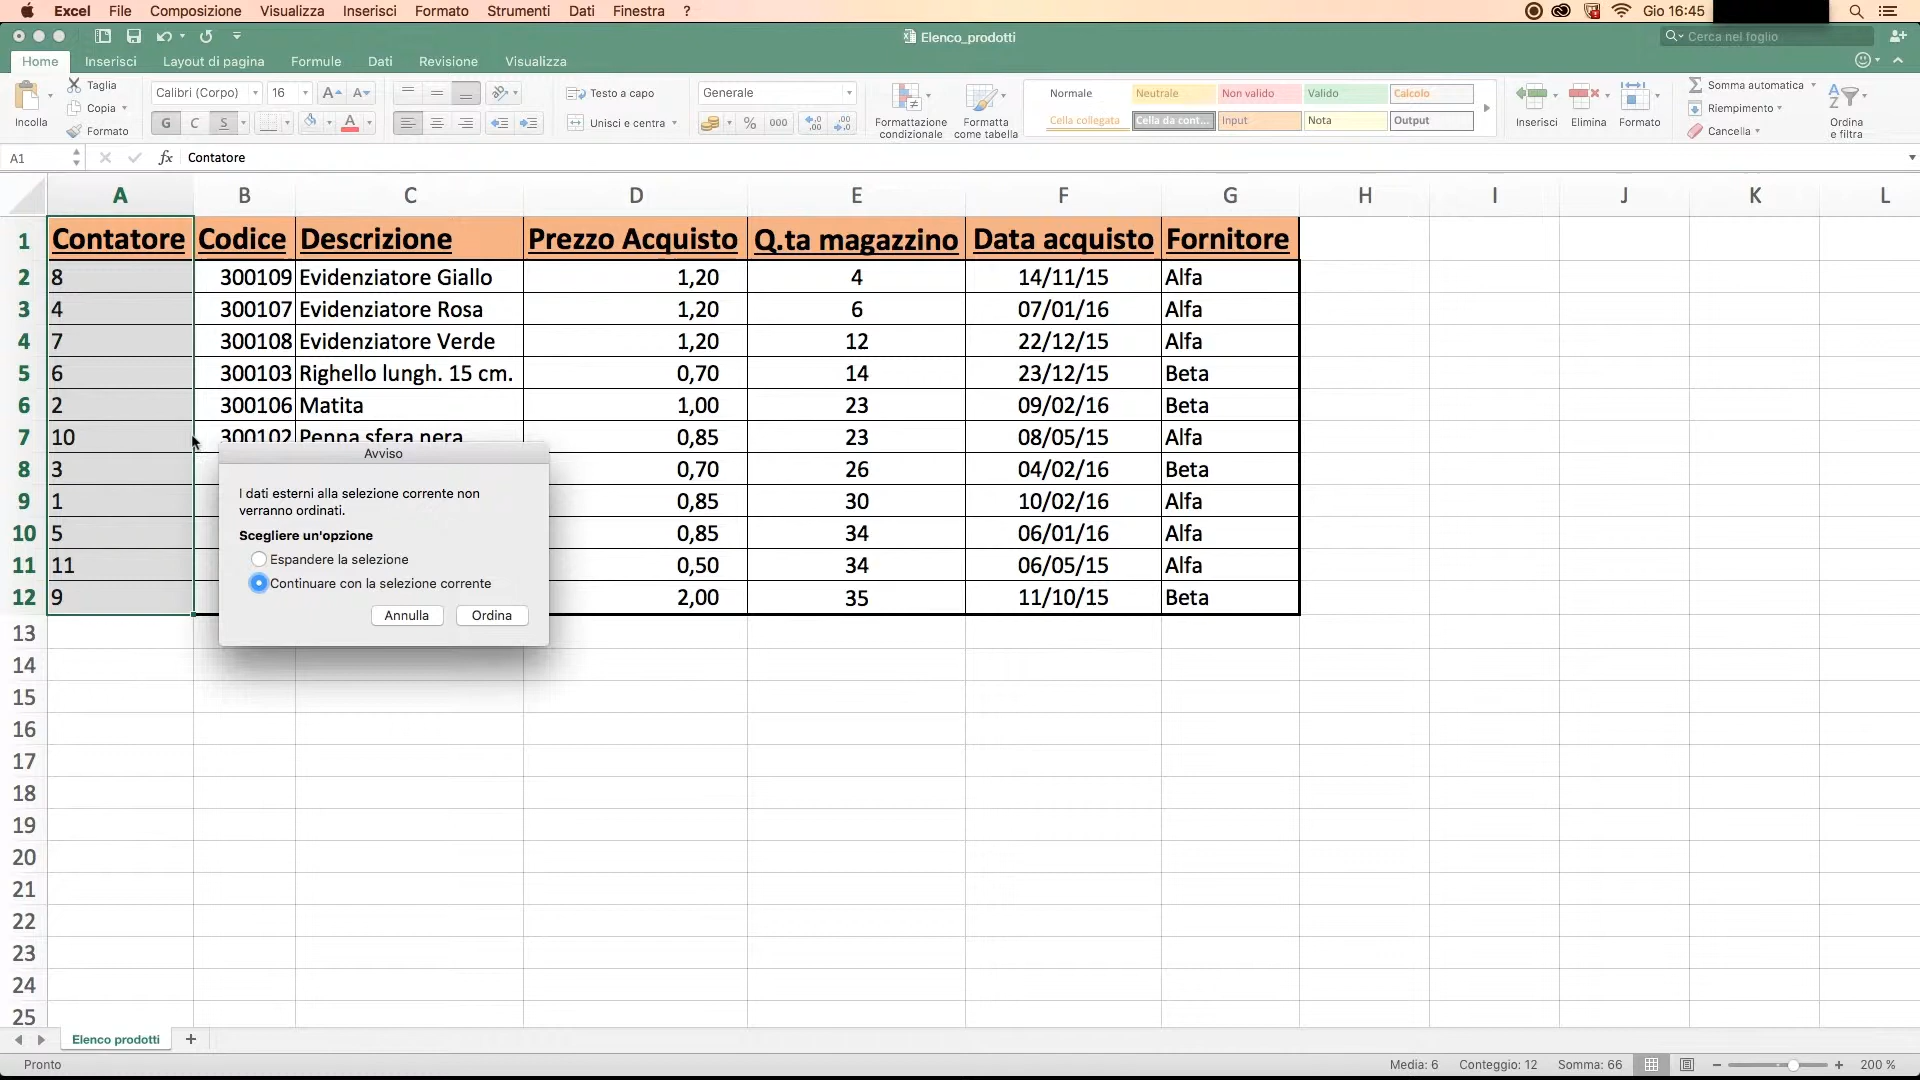 Excel File Composizione Visualizza Inserisci Formato Strumenti Dati Finestra ? Gio 16:45
Elenco_prodotti Cerca nel foglio
Home Inserisci Layout di pagina Formule Dati Revisione Visualizza
Incolla
Taglia
Copia
Formato
Calibri (Corpo) 16 A A
G C S A
Testo a capo
Unisci e centra
Generale
% 000
Formattazione condizionale
Formatta come tabella
Normale Neutrale Non valido Valido Calcolo
Cella collegata Cella da cont... Input Nota Output
Inserisci Elimina Formato
Somma automatica
Riempimento
Cancella
Ordina e filtra
A1 fx Contatore
A B C D E F G H I J K L
1 Contatore Codice Descrizione Prezzo Acquisto Q.ta magazzino Data acquisto Fornitore
2 8 300109 Evidenziatore Giallo 1,20 4 14/11/15 Alfa
3 4 300107 Evidenziatore Rosa 1,20 6 07/01/16 Alfa
4 7 300108 Evidenziatore Verde 1,20 12 22/12/15 Alfa
5 6 300103 Righello lungh. 15 cm. 0,70 14 23/12/15 Beta
6 2 300106 Matita 1,00 23 09/02/16 Beta
7 10 300102 Penna sfera nera 0,85 23 08/05/15 Alfa
8 3 0,70 26 04/02/16 Beta
9 1 0,85 30 10/02/16 Alfa
10 5 0,85 34 06/01/16 Alfa
11 11 0,50 34 06/05/15 Alfa
12 9 2,00 35 11/10/15 Beta
Avviso
I dati esterni alla selezione corrente non
verranno ordinati.
Scegliere un'opzione
Espandere la selezione
Continuare con la selezione corrente
Annulla Ordina
13
14
15
16
17
18
19
20
21
22
23
24
25
Elenco prodotti +
Pronto Media: 6 Conteggio: 12 Somma: 66 200 %